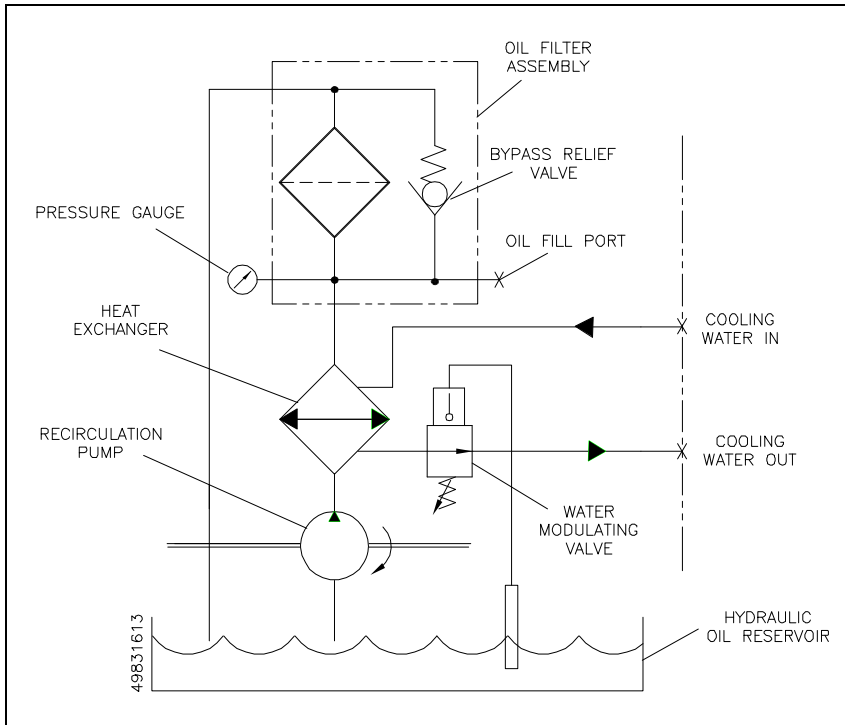 OIL FILTER
ASSEMBLY
BYPASS RELIEF
VALVE
PRESSURE GAUGE
OIL FILL PORT
HEAT
EXCHANGER
COOLING
WATER IN
RECIRCULATION
PUMP
COOLING
WATER OUT
WATER
MODULATING
VALVE
HYDRAULIC
OIL RESERVOIR
49831613